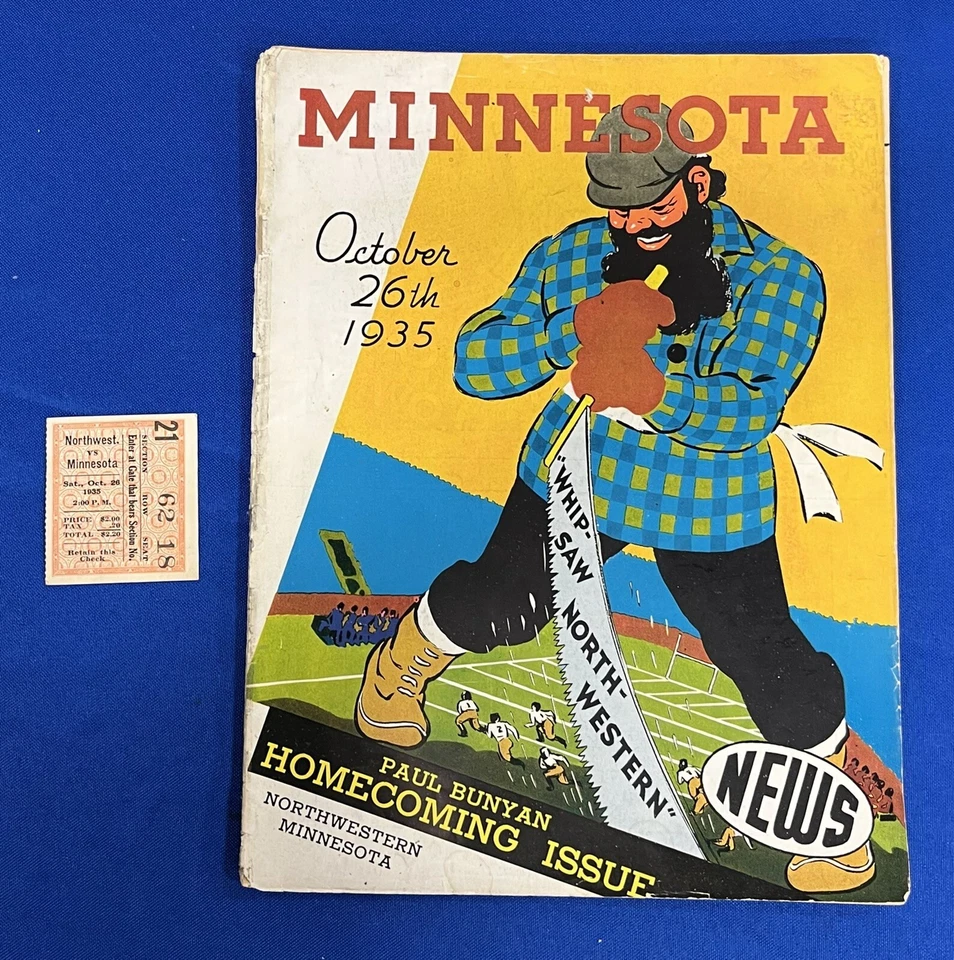 MINNESOTA
October
26th
1935
"WHIP-
SAW
NORTH-
WESTERN"
NEWS
PAUL BUNYAN
HOMECOMING ISSUE
NORTHWESTERN
MINNESOTA
Northwest.
vs
Minnesota
Sat., Oct. 26
1935
2:00 P. M.
PRICE $2.00
TAX .20
TOTAL $2.20
Retain this
Check
Enter at Gate that bears Section No.
SECTION ROW SEAT
21 62 18